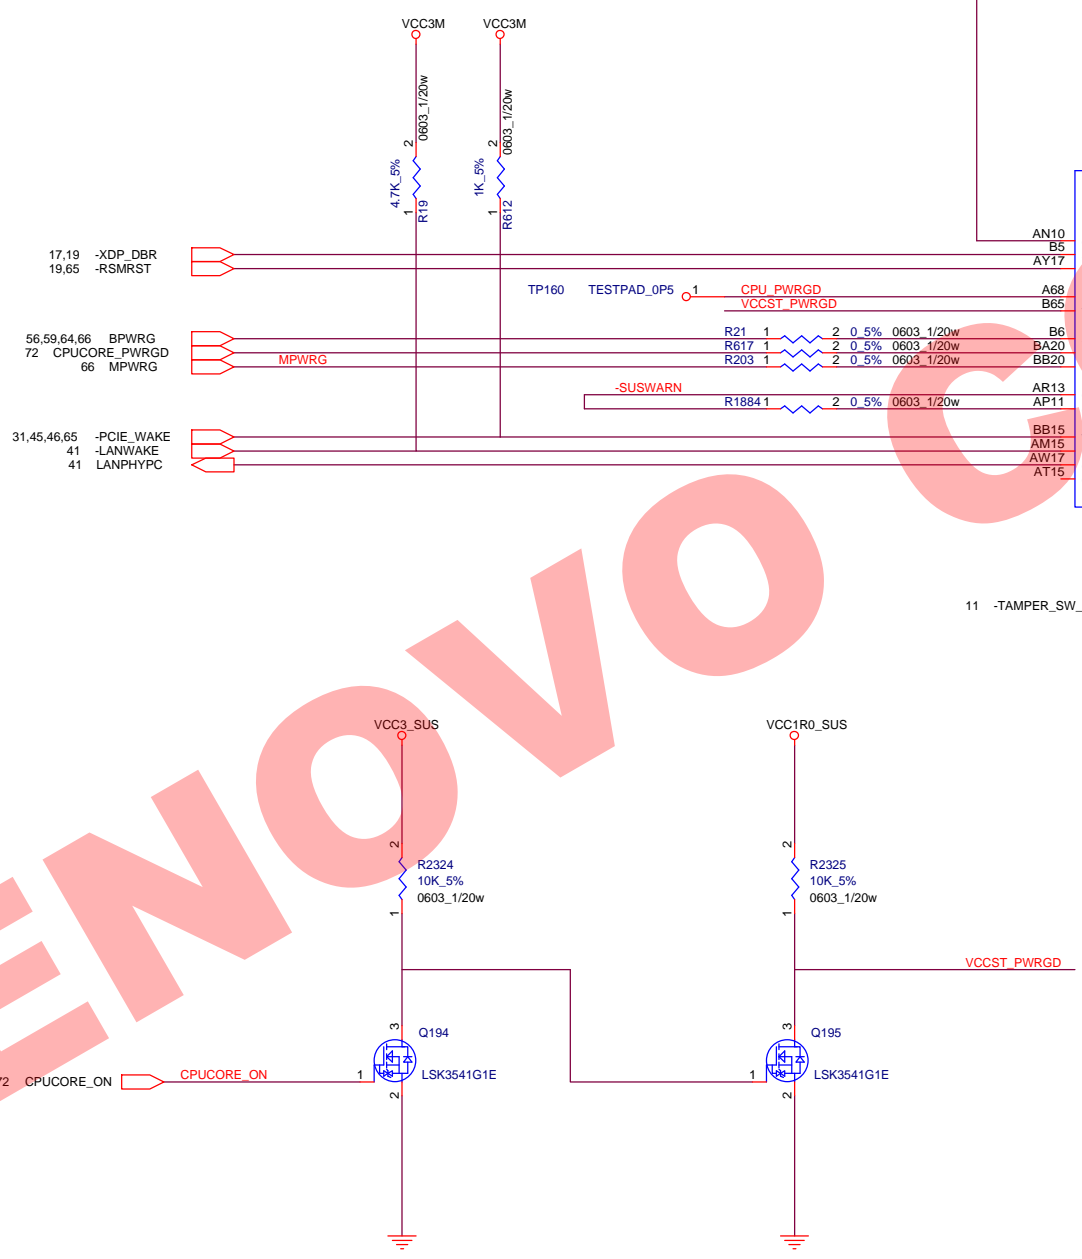 VCC3M VCC3M
0603_1/20w 0603_1/20w
2 2
4.7K_5% 1K_5%
1 R19 1 R612
AN10
17,19 -XDP_DBR B5
19,65 -RSMRST AY17
TP160 TESTPAD_0P5 1 CPU_PWRGD A68
VCCST_PWRGD B65
56,59,64,66 BPWRG R21 1 2 0_5% 0603_1/20w B6
72 CPUCORE_PWRGD R617 1 2 0_5% 0603_1/20w BA20
66 MPWRG MPWRG R203 1 2 0_5% 0603_1/20w BB20
-SUSWARN AR13
R1884 1 2 0_5% 0603_1/20w AP11
31,45,46,65 -PCIE_WAKE BB15
41 -LANWAKE AM15
41 LANPHYPC AW17
AT15
11 -TAMPER_SW_
VCC3_SUS VCC1R0_SUS
2 2
R2324 R2325
10K_5% 10K_5%
0603_1/20w 0603_1/20w
1 1
VCCST_PWRGD
3 Q194 3 Q195
72 CPUCORE_ON CPUCORE_ON 1 LSK3541G1E 1 LSK3541G1E
2 2
ENOVO C